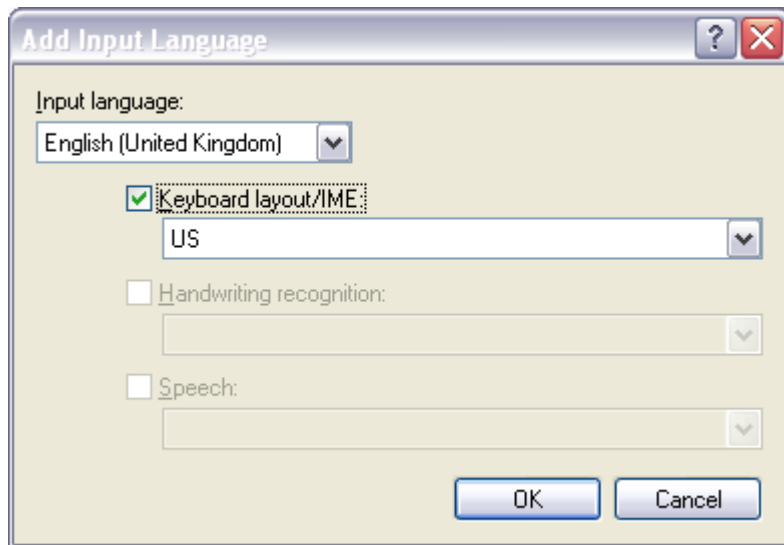 Add Input Language
Input language:
English (United Kingdom)
Keyboard layout/IME:
US
Handwriting recognition:
Speech:
OK Cancel